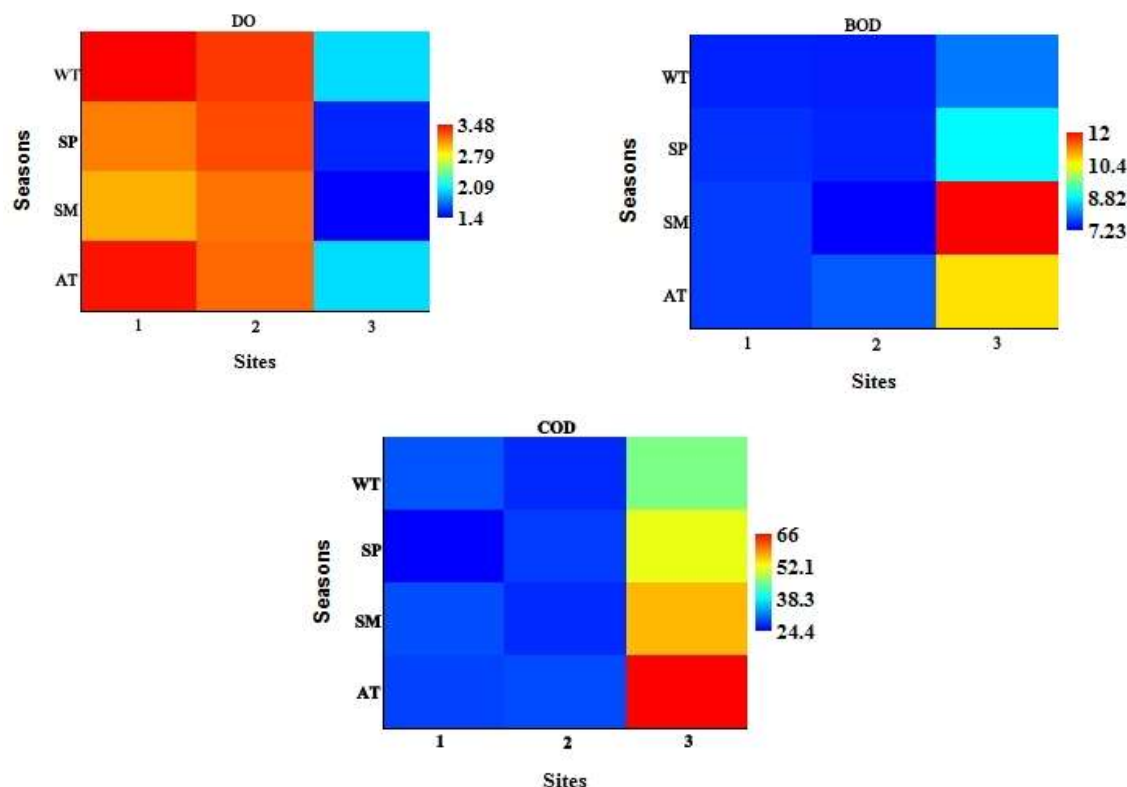 DO
WT
SP
SM
AT
Seasons
3.48
2.79
2.09
1.4
1
2
3
Sites
BOD
WT
SP
SM
AT
Seasons
12
10.4
8.82
7.23
1
2
3
Sites
COD
WT
SP
SM
AT
Seasons
66
52.1
38.3
24.4
1
2
3
Sites